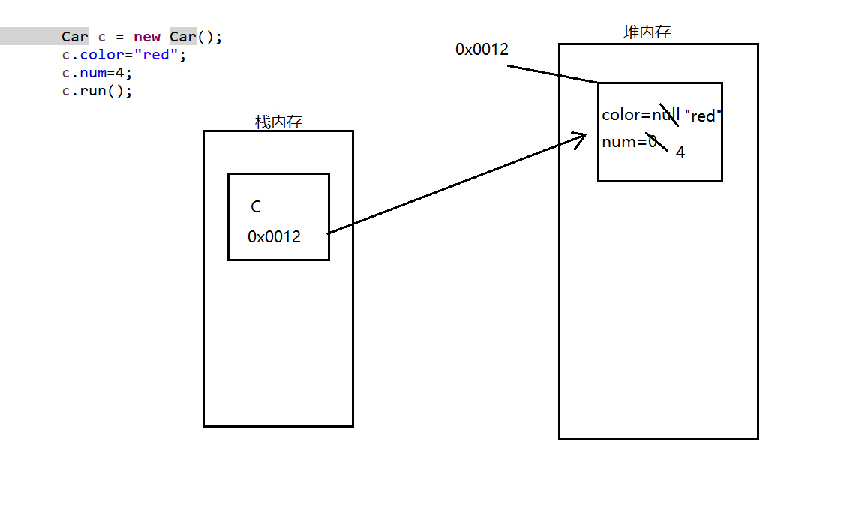 Car c = new Car();
c.color="red";
c.num=4;
c.run();
堆内存
0x0012
color=null "red"
num=0 4
栈内存
C
0x0012